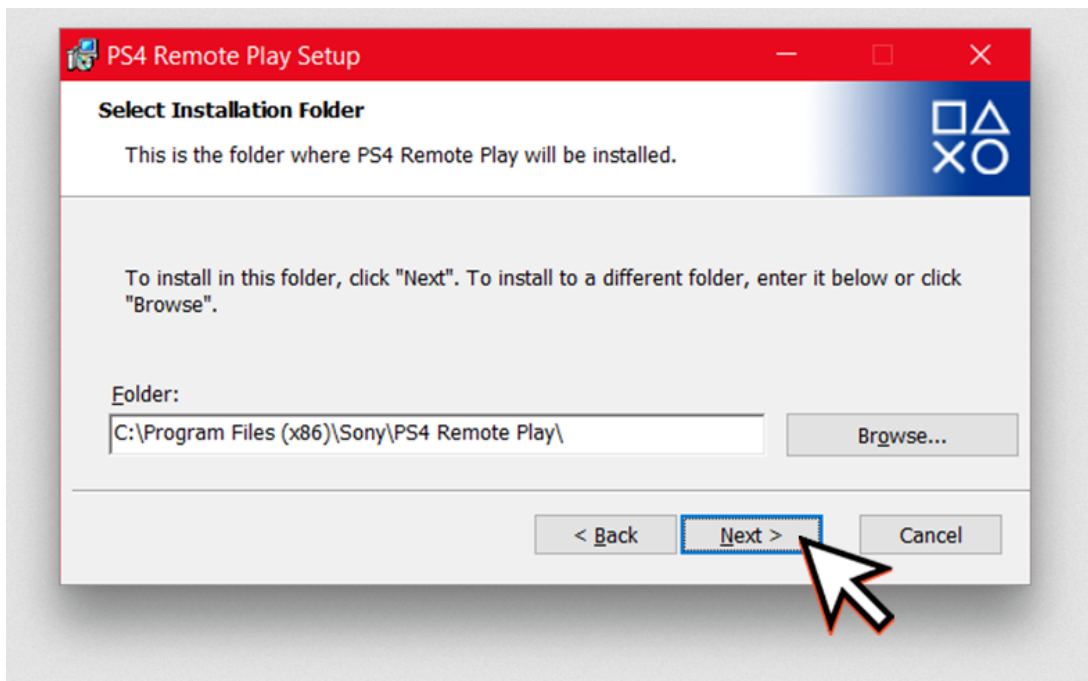 PS4 Remote Play Setup
Select Installation Folder
This is the folder where PS4 Remote Play will be installed.
To install in this folder, click "Next". To install to a different folder, enter it below or click
"Browse".
Folder:
C:\Program Files (x86)\Sony\PS4 Remote Play\
Browse...
< Back
Next >
Cancel